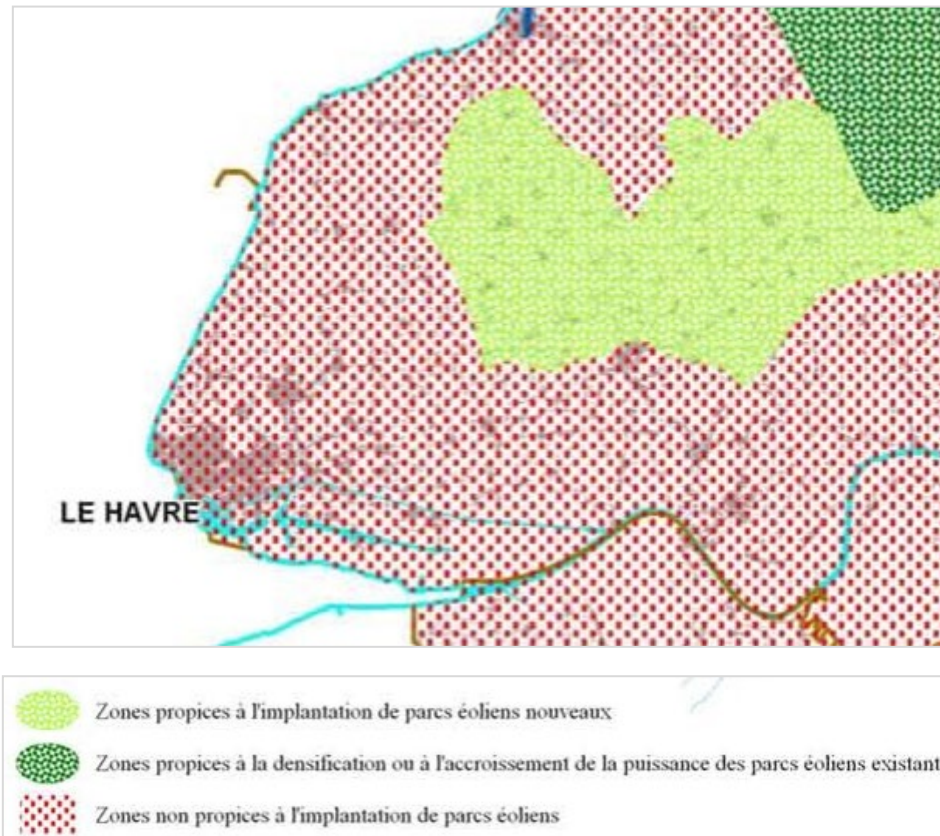 LE HAVRE
Zones propices à l'implantation de parcs éoliens nouveaux
Zones propices à la densification ou à l'accroissement de la puissance des parcs éoliens existant
Zones non propices à l'implantation de parcs éoliens